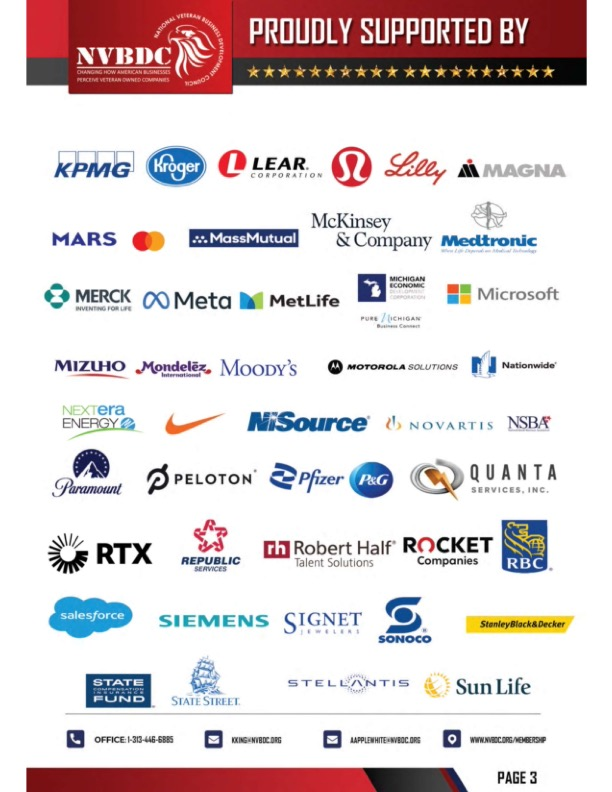 NATIONAL VETERAN BUSINESS DEVELOPMENT COUNCIL
NVBDC
CHANGING HOW AMERICAN BUSINESSES
PERCEIVE VETERAN OWNED COMPANIES
PROUDLY SUPPORTED BY
KPMG Kroger LEAR CORPORATION Lilly MAGNA
MARS MassMutual McKinsey & Company Medtronic
MERCK INVENTING FOR LIFE Meta MetLife MICHIGAN ECONOMIC DEVELOPMENT CORPORATION Microsoft
PURE MICHIGAN
Business Connect
MIZUHO Mondelēz International MOODY'S MOTOROLA SOLUTIONS Nationwide
NEXTera ENERGY NiSource NOVARTIS NSBA
Paramount PELOTON Pfizer P&G QUANTA SERVICES, INC.
RTX REPUBLIC SERVICES rh Robert Half Talent Solutions ROCKET Companies RBC
salesforce SIEMENS SIGNET JEWELERS SONOCO StanleyBlack&Decker
STATE COMPENSATION INSURANCE FUND STATE STREET STELLANTIS Sun Life
OFFICE: 1-313-446-6885 KKING@NVBDC.ORG AAPPLEWHITE@NVBDC.ORG WWW.NVBDC.ORG/MEMBERSHIP
PAGE 3